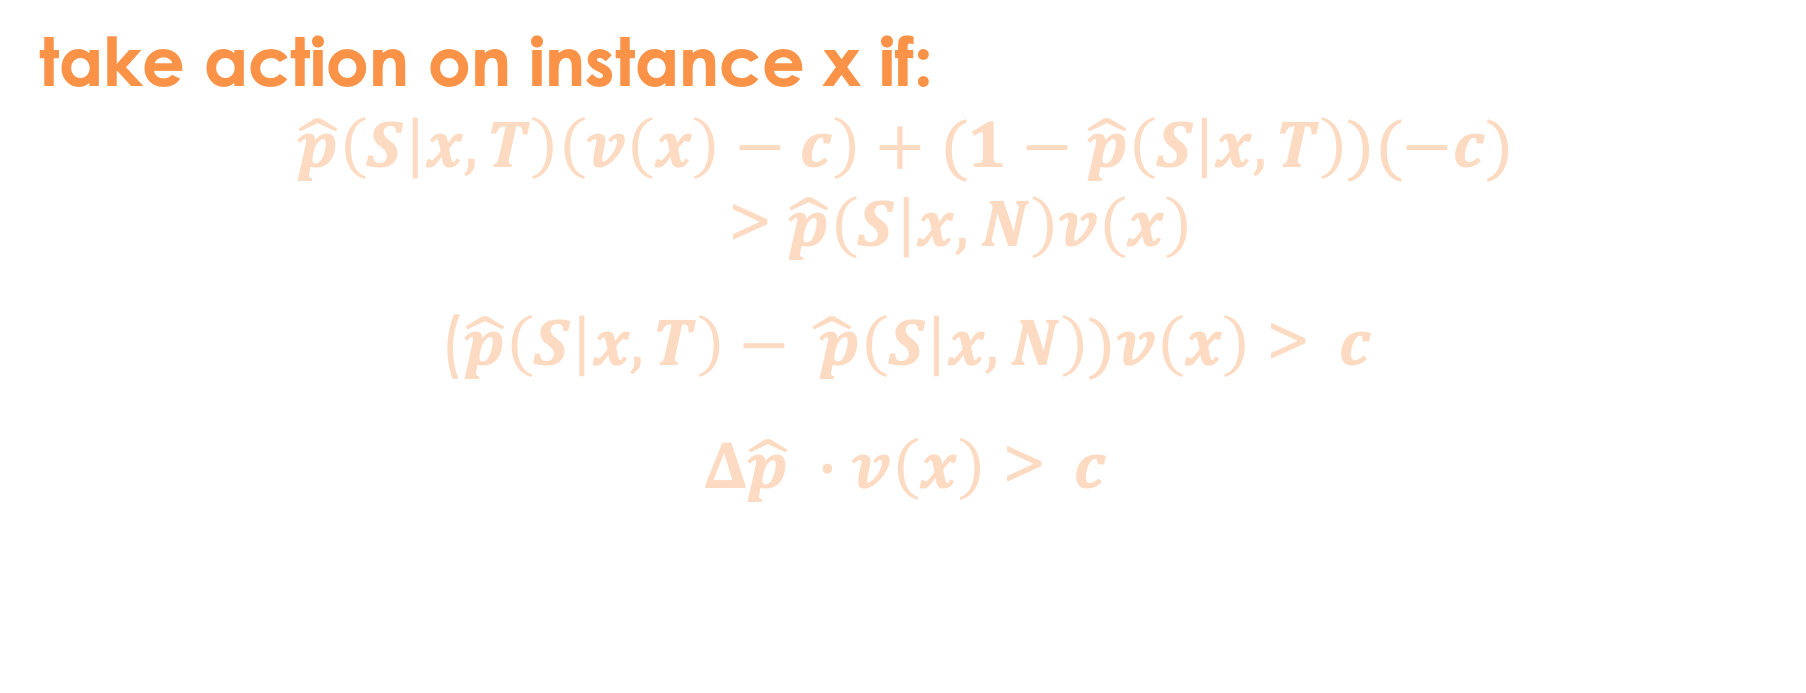 take action on instance x if:
p̂(S|x, T)(v(x) − c) + (1 − p̂(S|x, T))(−c)
> p̂(S|x, N)v(x)
(p̂(S|x, T) − p̂(S|x, N))v(x) > c
Δp̂ · v(x) > c